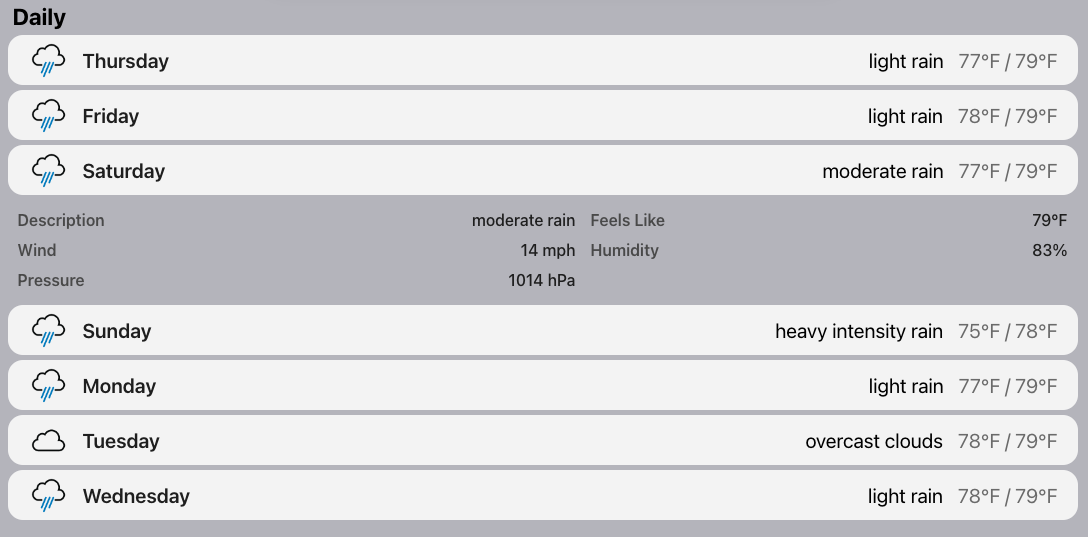 Daily
Thursday light rain 77°F / 79°F
Friday light rain 78°F / 79°F
Saturday moderate rain 77°F / 79°F
Description moderate rain Feels Like 79°F
Wind 14 mph Humidity 83%
Pressure 1014 hPa
Sunday heavy intensity rain 75°F / 78°F
Monday light rain 77°F / 79°F
Tuesday overcast clouds 78°F / 79°F
Wednesday light rain 78°F / 79°F